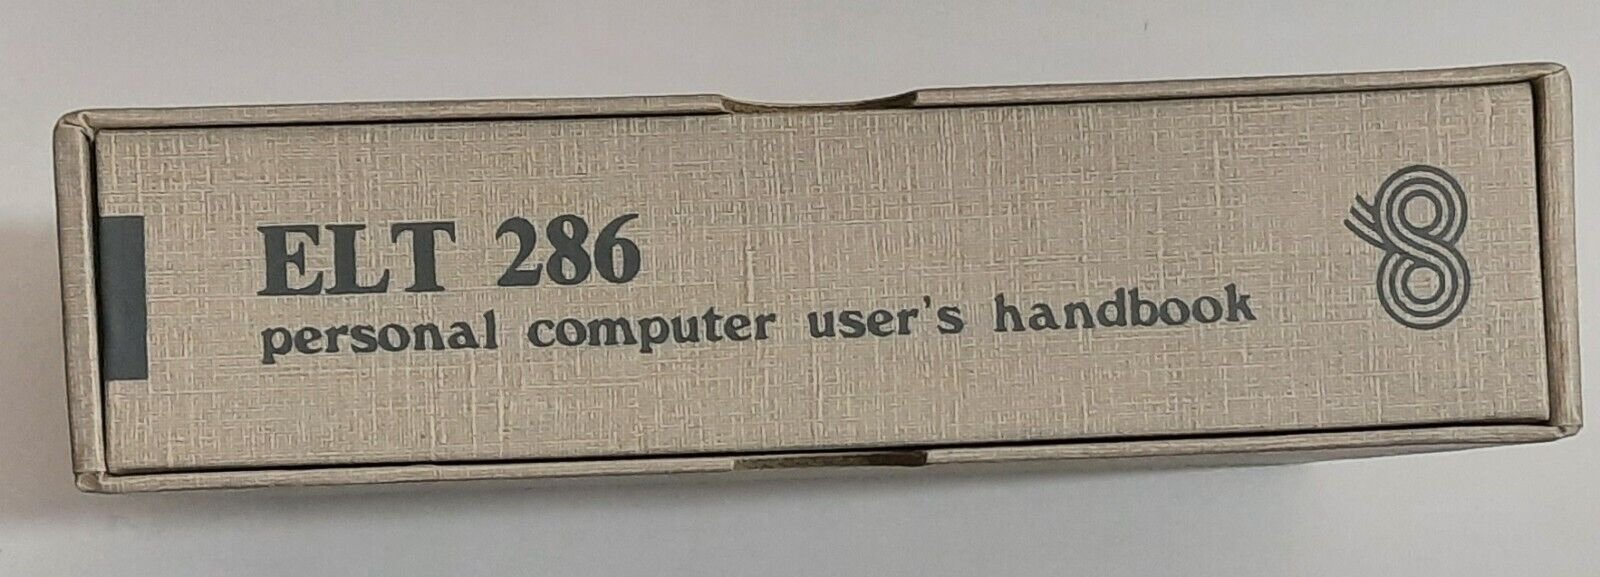 ELT 286
personal computer user's handbook